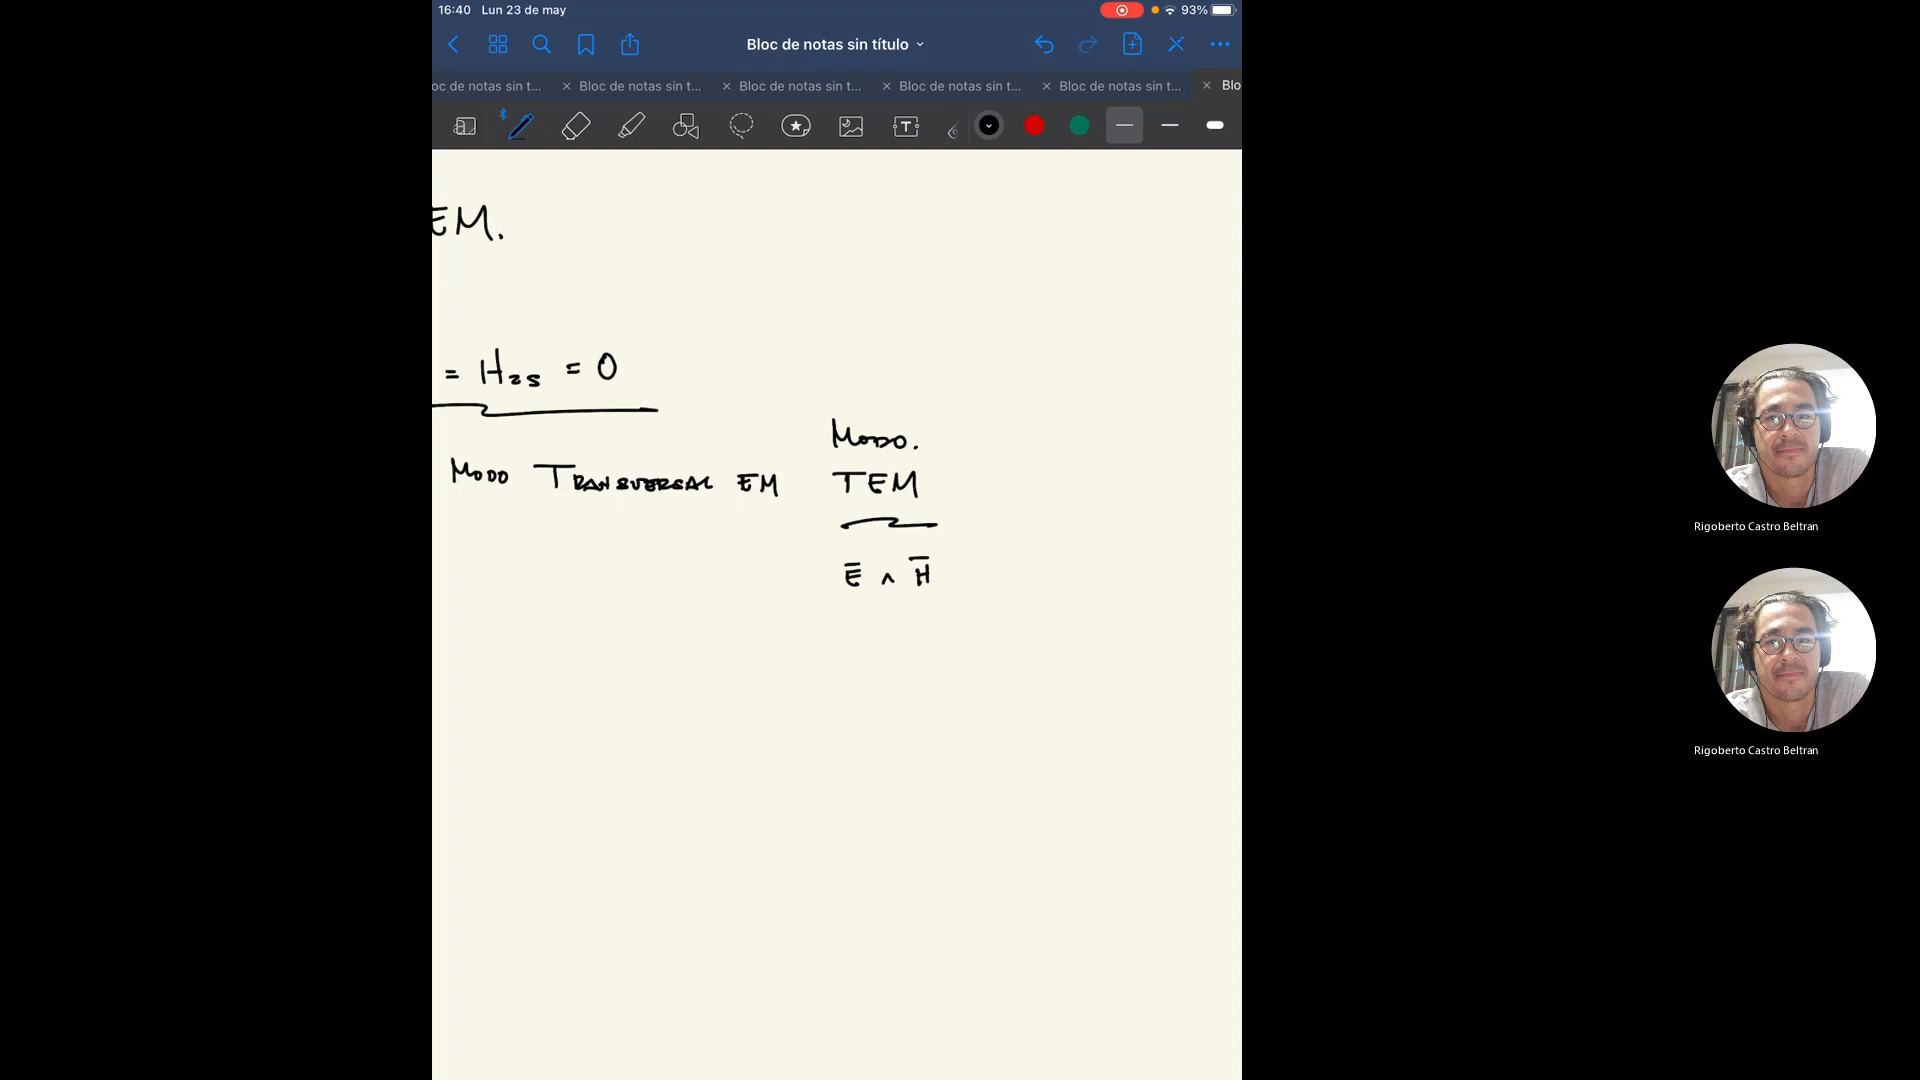 16:40 Lun 23 de may 93%
Bloc de notas sin título
oc de notas sin t... Bloc de notas sin t... Bloc de notas sin t... Bloc de notas sin t... Bloc de notas sin t... Blo
EM.
= Hzs = 0
MODO.
MODO TRANSVERSAL EM TEM
Ē ∧ H̄
Rigoberto Castro Beltran
Rigoberto Castro Beltran